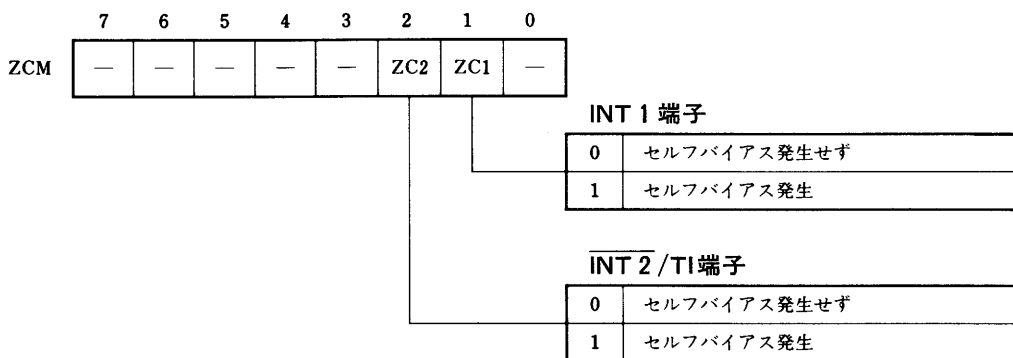 7 6 5 4 3 2 1 0
ZCM — — — — — ZC2 ZC1 —
INT 1 端子
0 セルフバイアス発生せず
1 セルフバイアス発生
INT 2/TI端子
0 セルフバイアス発生せず
1 セルフバイアス発生